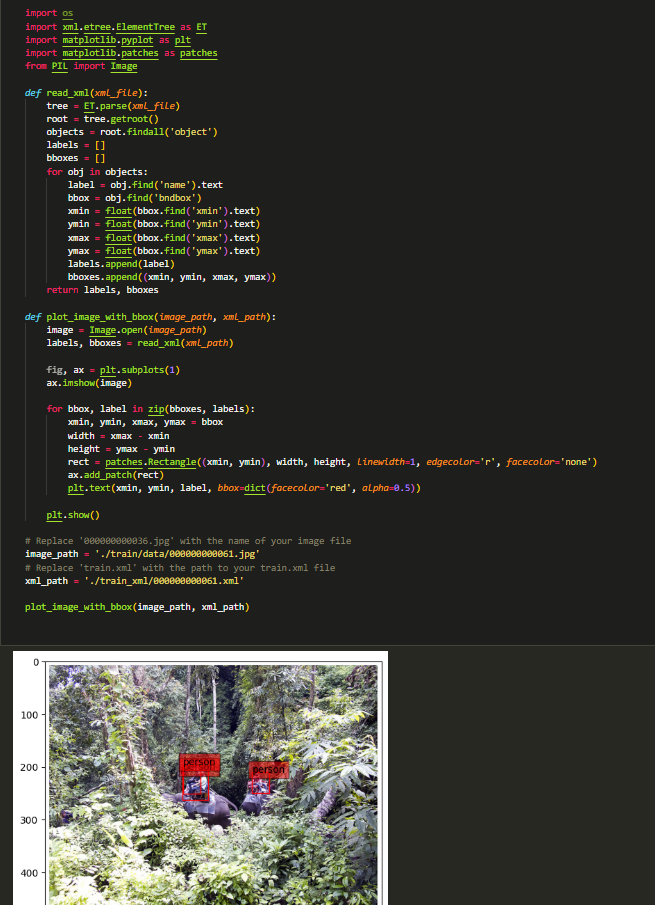 import os
import xml.etree.ElementTree as ET
import matplotlib.pyplot as plt
import matplotlib.patches as patches
from PIL import Image

def read_xml(xml_file):
    tree = ET.parse(xml_file)
    root = tree.getroot()
    objects = root.findall('object')
    labels = []
    bboxes = []
    for obj in objects:
        label = obj.find('name').text
        bbox = obj.find('bndbox')
        xmin = float(bbox.find('xmin').text)
        ymin = float(bbox.find('ymin').text)
        xmax = float(bbox.find('xmax').text)
        ymax = float(bbox.find('ymax').text)
        labels.append(label)
        bboxes.append((xmin, ymin, xmax, ymax))
    return labels, bboxes

def plot_image_with_bbox(image_path, xml_path):
    image = Image.open(image_path)
    labels, bboxes = read_xml(xml_path)

    fig, ax = plt.subplots(1)
    ax.imshow(image)

    for bbox, label in zip(bboxes, labels):
        xmin, ymin, xmax, ymax = bbox
        width = xmax - xmin
        height = ymax - ymin
        rect = patches.Rectangle((xmin, ymin), width, height, linewidth=1, edgecolor='r', facecolor='none')
        ax.add_patch(rect)
        plt.text(xmin, ymin, label, bbox=dict(facecolor='red', alpha=0.5))

    plt.show()

# Replace '000000000036.jpg' with the name of your image file
image_path = './train/data/000000000061.jpg'
# Replace 'train.xml' with the path to your train.xml file
xml_path = './train_xml/000000000061.xml'

plot_image_with_bbox(image_path, xml_path)
0
100
200
person
person
300
400